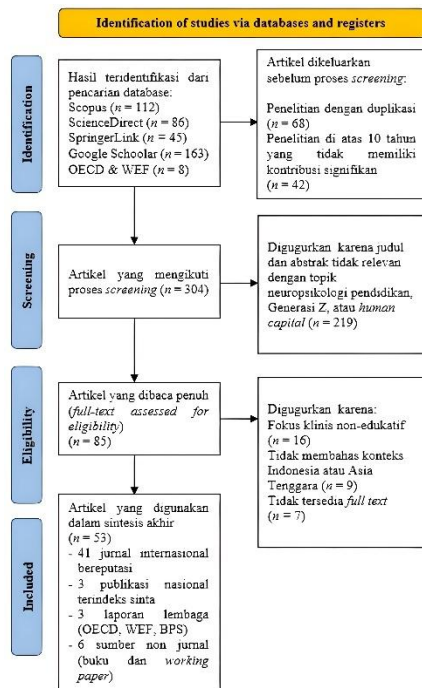 Identification of studies via databases and registers
Identification
Hasil teridentifikasi dari
pencarian database:
Scopus (n = 112)
ScienceDirect (n = 86)
SpringerLink (n = 45)
Google Schoolar (n = 163)
OECD & WEF (n = 8)
Artikel dikeluarkan
sebelum proses screening:
Penelitian dengan duplikasi
(n = 68)
Penelitian di atas 10 tahun
yang tidak memiliki
kontribusi signifikan
(n = 42)
Screening
Artikel yang mengikuti
proses screening (n = 304)
Digugurkan karena judul
dan abstrak tidak relevan
dengan topik
neuropsikologi pendidikan,
Generasi Z, atau human
capital (n = 219)
Eligibility
Artikel yang dibaca penuh
(full-text assessed for
eligibility)
(n = 85)
Digugurkan karena:
Fokus klinis non-edukatif
(n = 16)
Tidak membahas konteks
Indonesia atau Asia
Tenggara (n = 9)
Tidak tersedia full text
(n = 7)
Included
Artikel yang digunakan
dalam sintesis akhir
(n = 53)
- 41 jurnal internasional
bereputasi
- 3 publikasi nasional
terindeks sinta
- 3 laporan lembaga
(OECD, WEF, BPS)
- 6 sumber non jurnal
(buku dan working
paper)